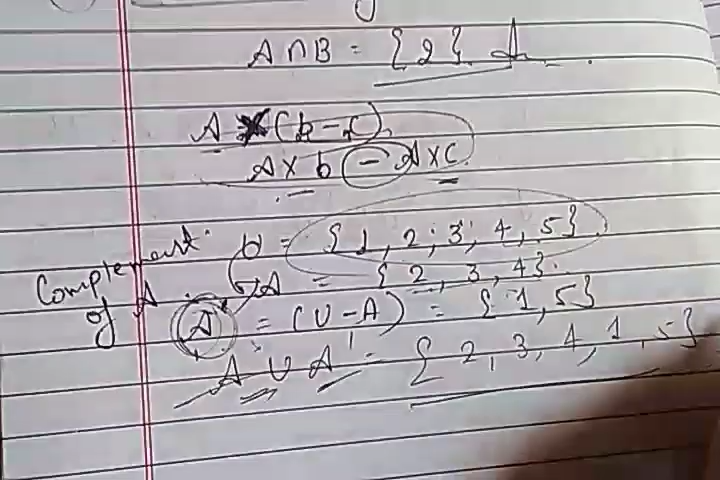 A ∩ B = {2}
A × (b - c)
A × b - A × c
Complement of A.
U = {1, 2, 3, 4, 5}
A = {2, 3, 4}.
A' = (U - A) = {1, 5}
A ∪ A' = {2, 3, 4, 1, 5}